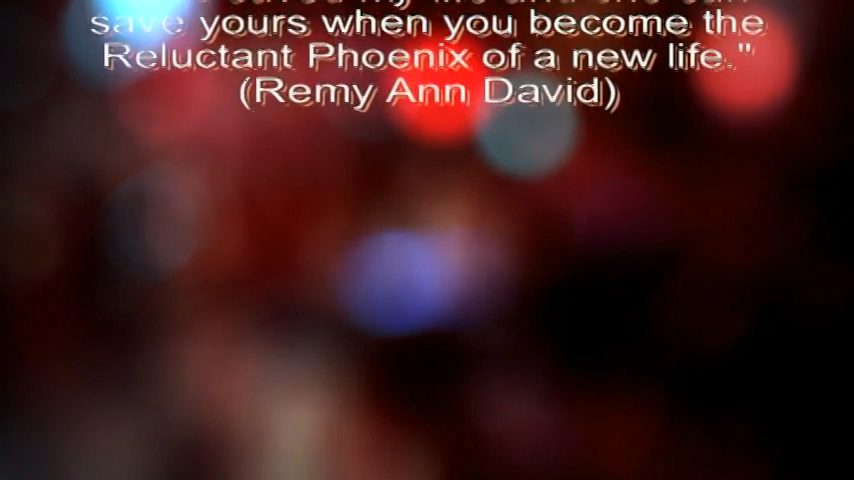 save yours when you become the
Reluctant Phoenix of a new life."
(Remy Ann David)